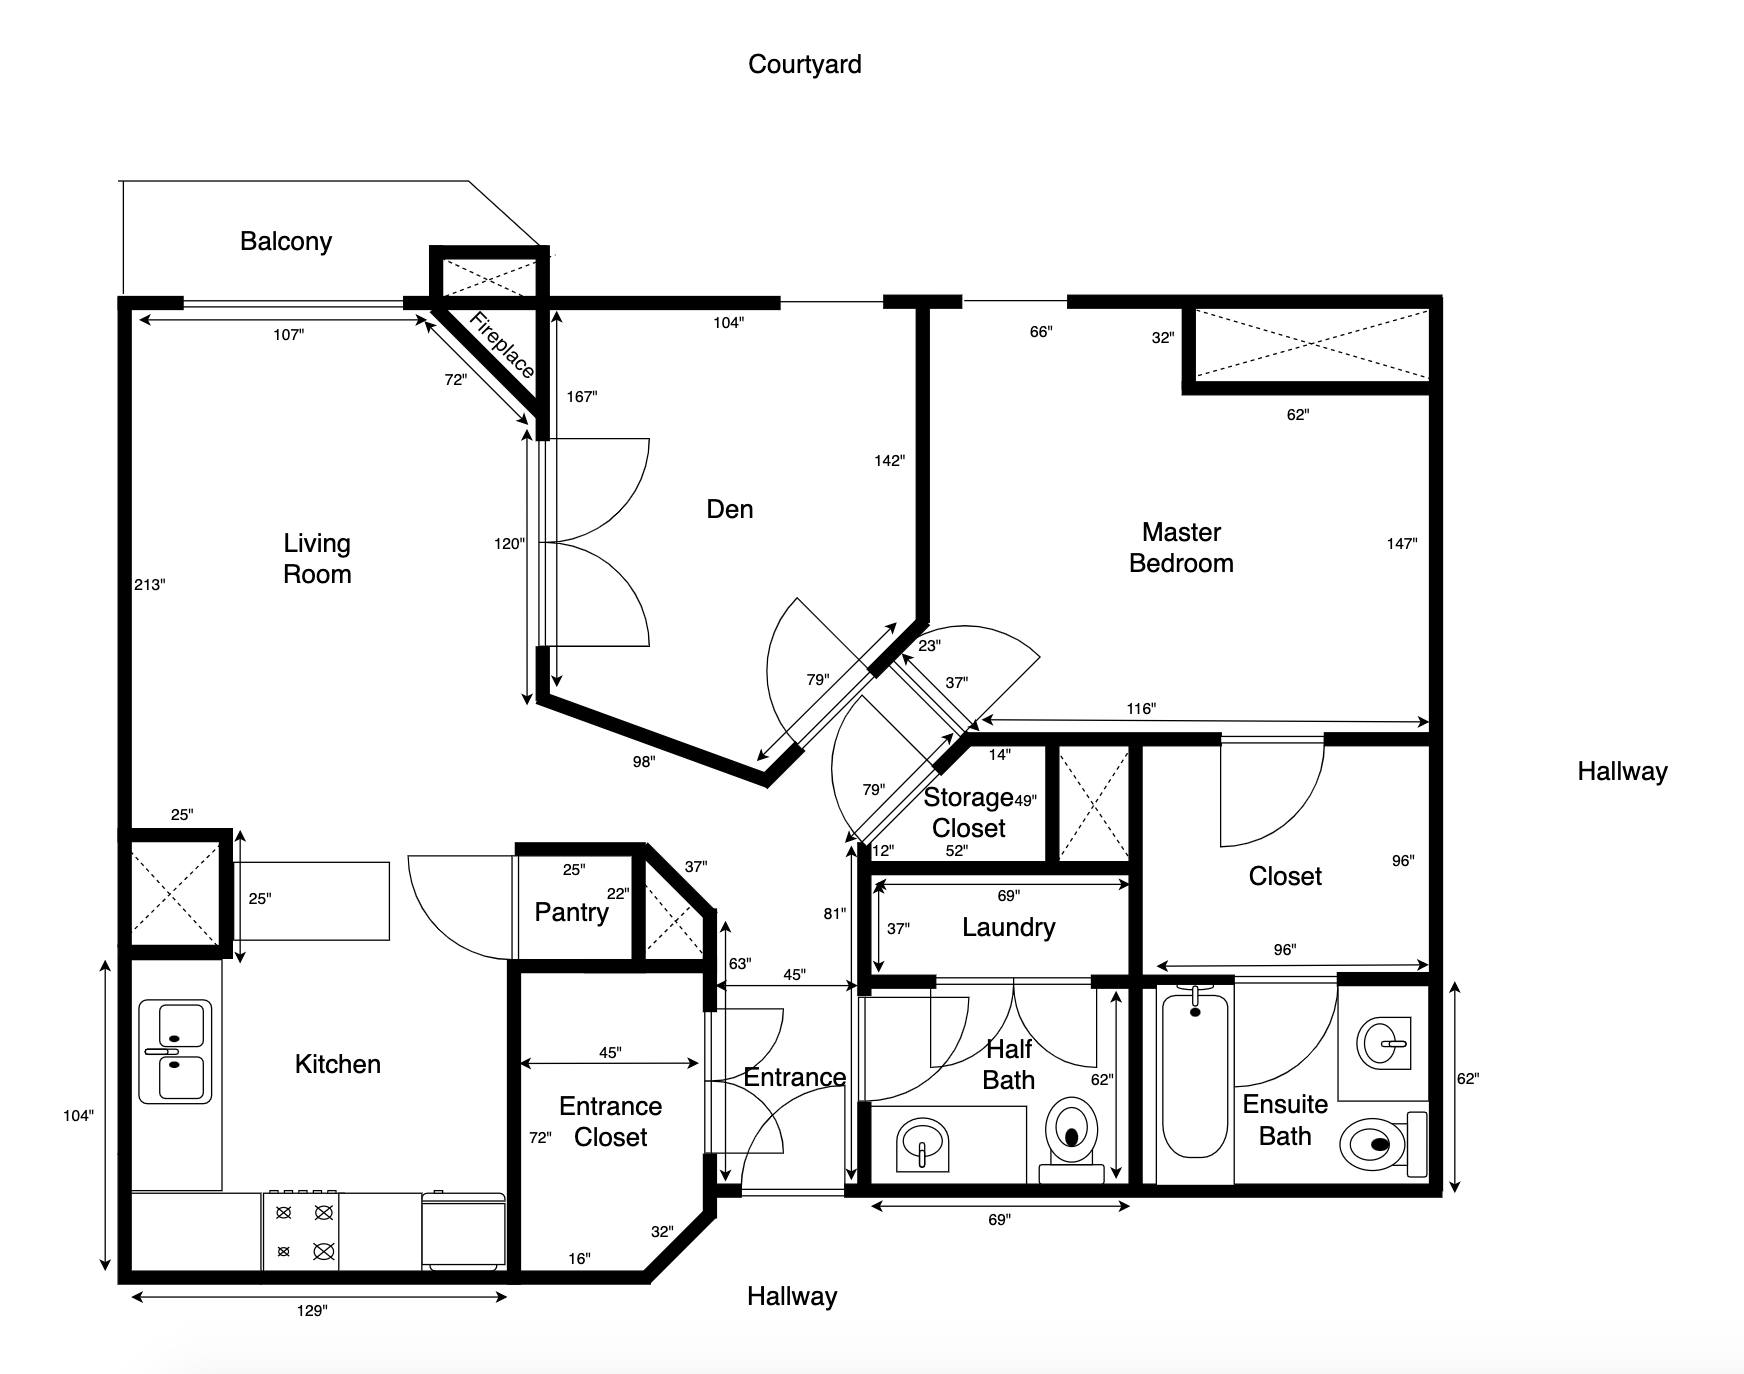 Courtyard
Balcony
107"
Fireplace
104"
66"
32"
72"
167"
62"
142"
Den
Living
Room
120"
Master
Bedroom
147"
213"
79"
23"
37"
116"
98"
14"
Hallway
79"
Storage
Closet
49"
25"
12"
52"
25"
37"
25"
22"
Pantry
81"
69"
37"
Laundry
Closet
96"
63"
45"
96"
Kitchen
45"
Entrance
Half
Bath
62"
62"
104"
72"
Entrance
Closet
Ensuite
Bath
32"
16"
69"
129"
Hallway